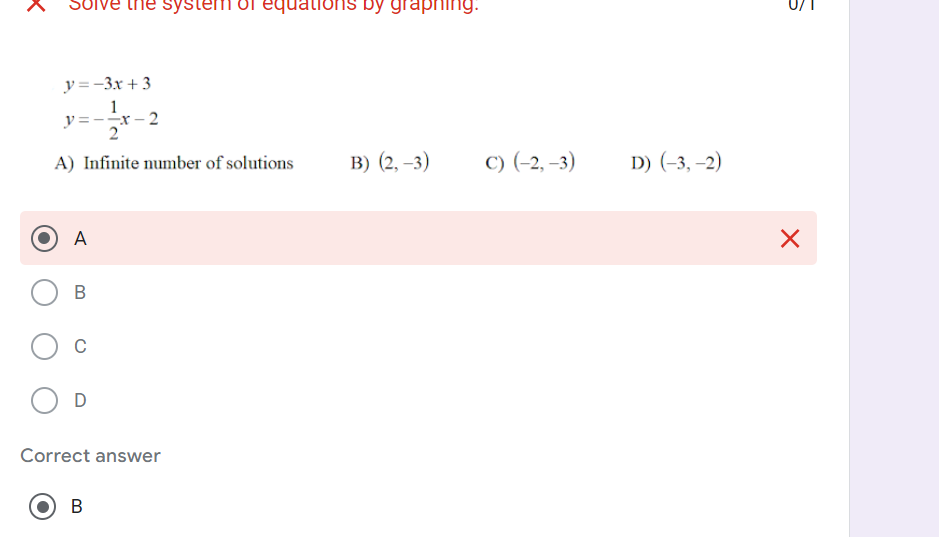 Solve the system of equations by graphing: 0/1
y = −3x + 3
y = −1/2x − 2
A) Infinite number of solutions B) (2, −3) C) (−2, −3) D) (−3, −2)
A
B
C
D
Correct answer
B